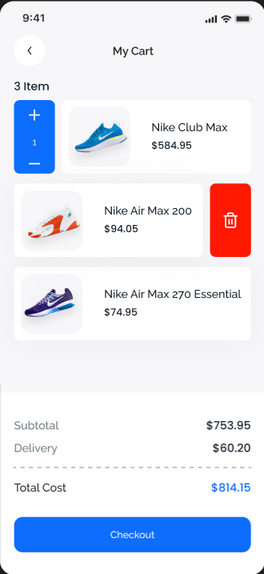 9:41
My Cart
3 Item
1
Nike Club Max
$584.95
Nike Air Max 200
$94.05
Nike Air Max 270 Essential
$74.95
Subtotal $753.95
Delivery $60.20
Total Cost $814.15
Checkout